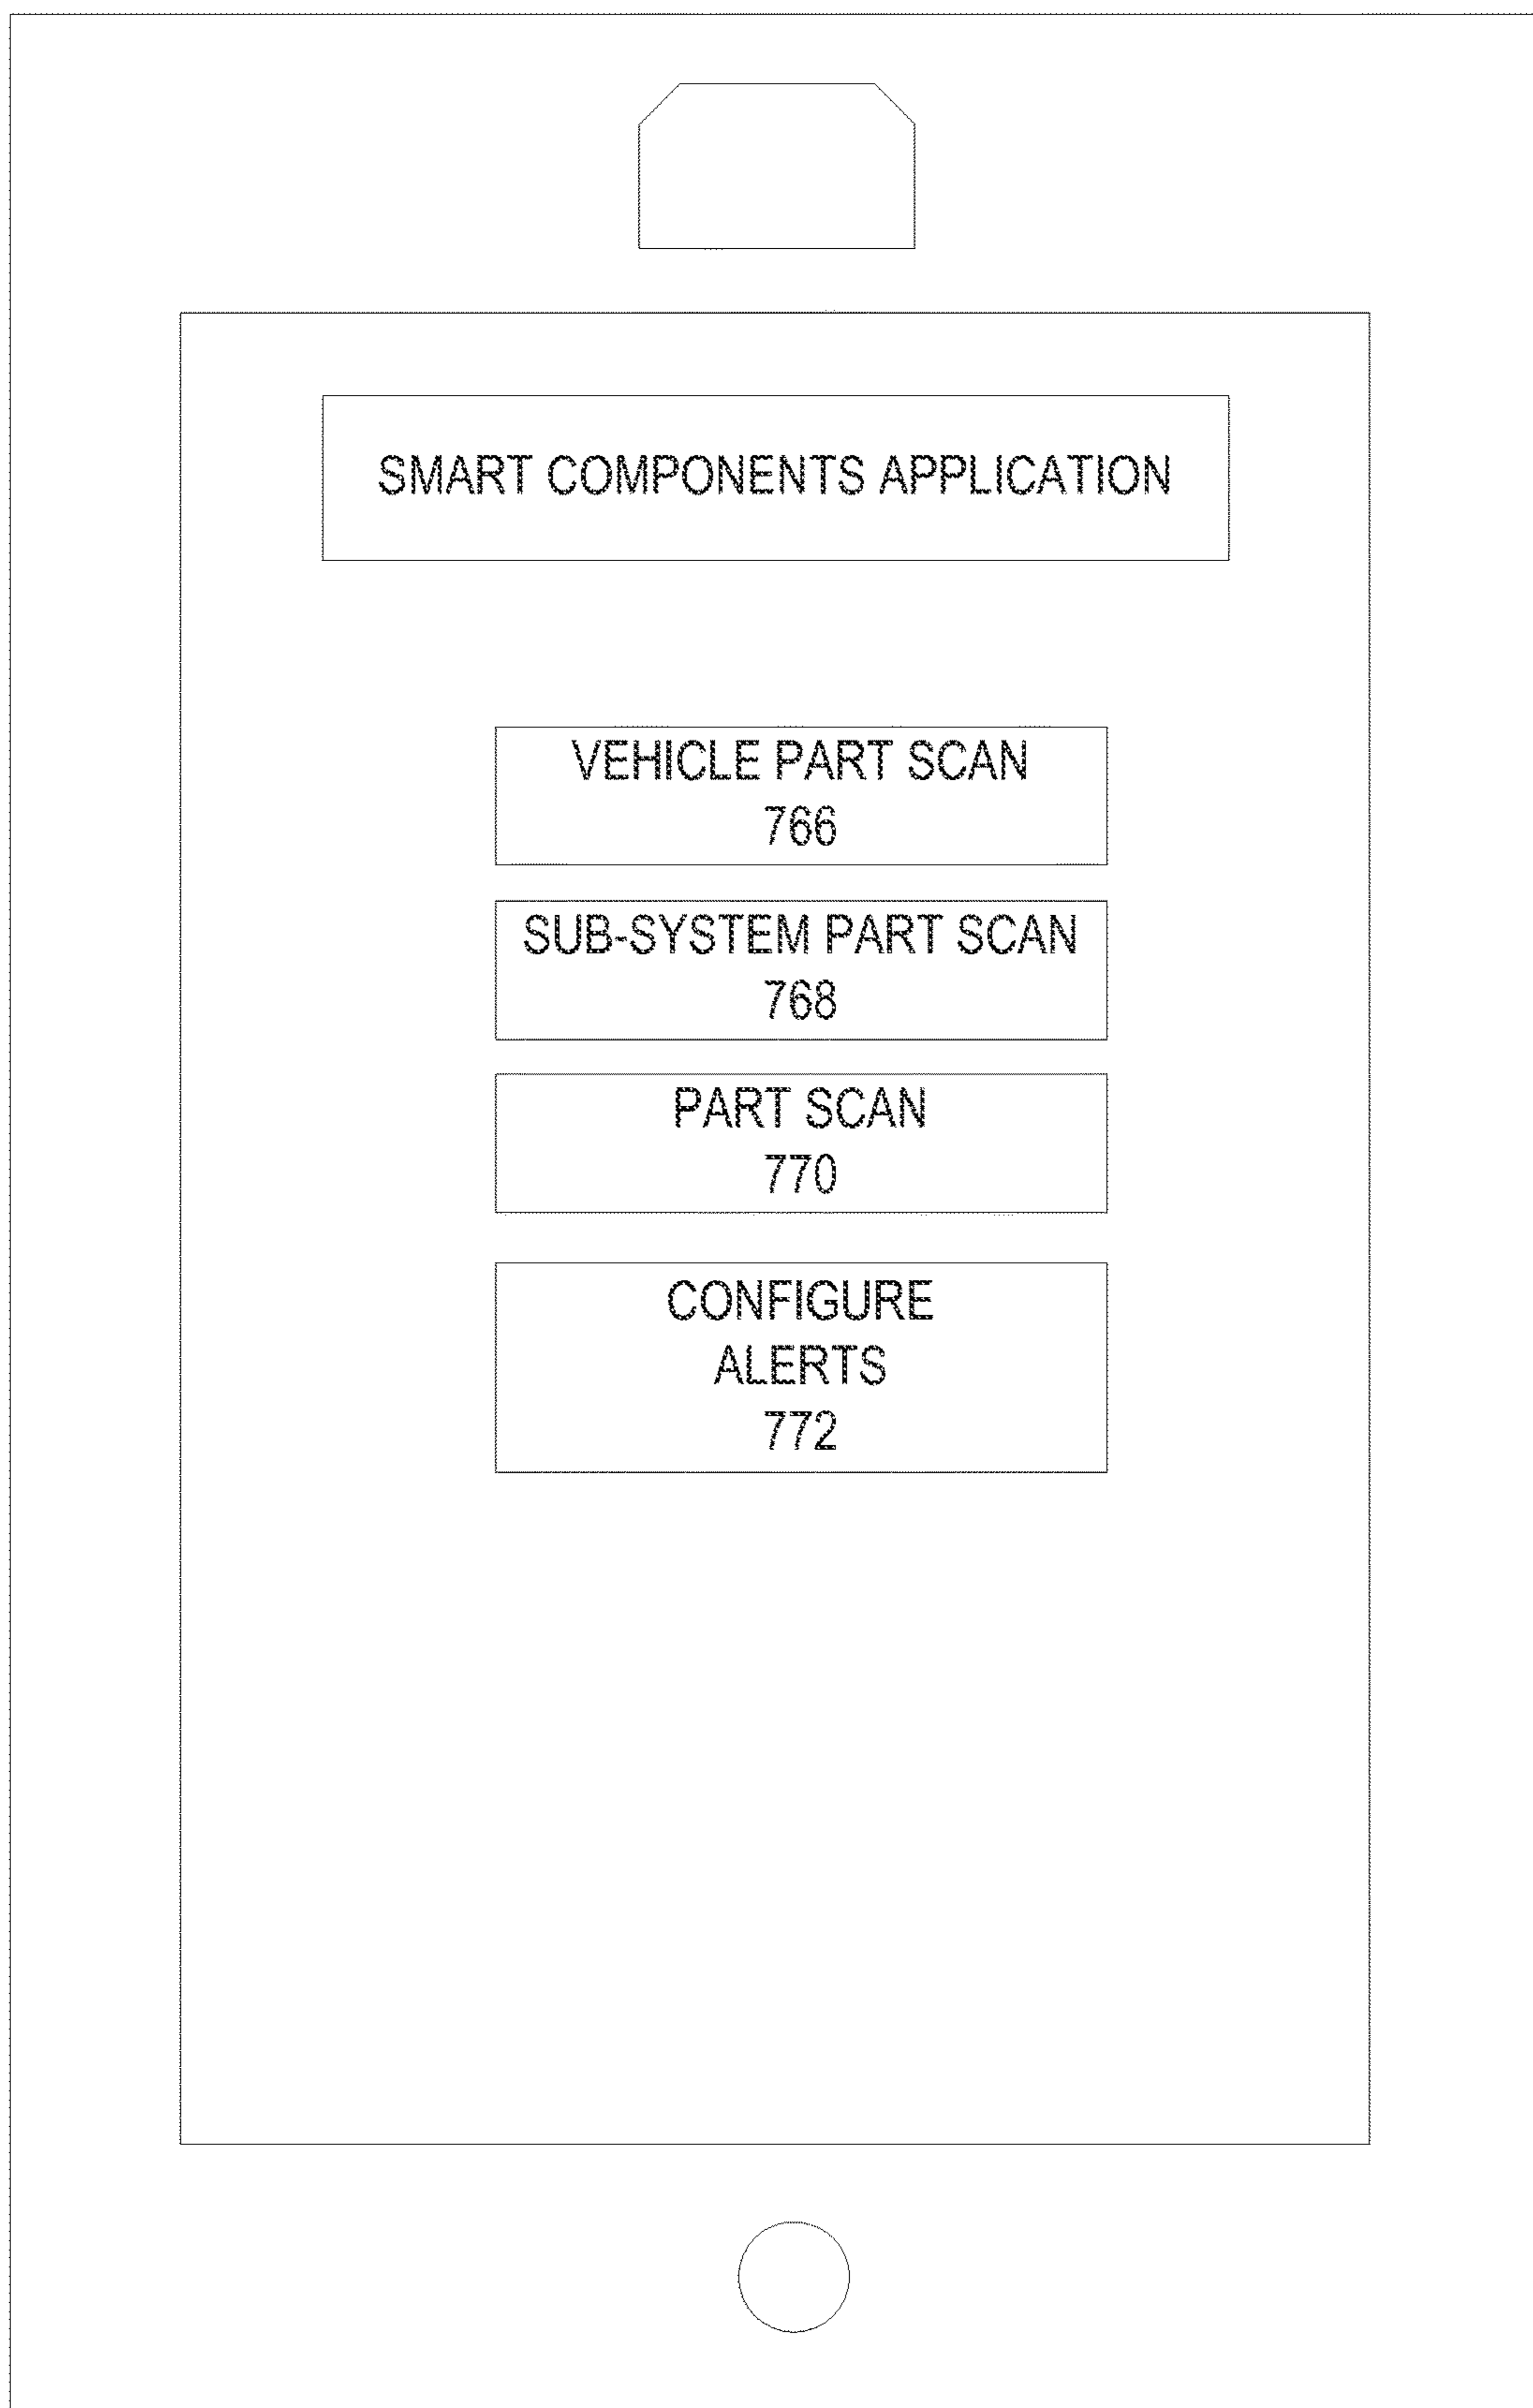 SMART COMPONENTS APPLICATION
VEHICLE PART SCAN
766
SUB-SYSTEM PART SCAN
768
PART SCAN
770
CONFIGURE
ALERTS
772